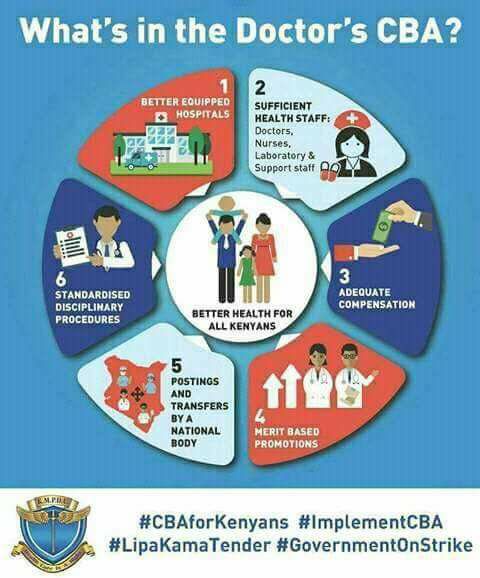 What's in the Doctor's CBA?
1
BETTER EQUIPPED
HOSPITALS
2
SUFFICIENT
HEALTH STAFF:
Doctors,
Nurses,
Laboratory &
Support staff
3
ADEQUATE
COMPENSATION
4
MERIT BASED
PROMOTIONS
5
POSTINGS
AND
TRANSFERS
BY A
NATIONAL
BODY
6
STANDARDISED
DISCIPLINARY
PROCEDURES
BETTER HEALTH FOR
ALL KENYANS
K.M.P.D.U
#CBAforKenyans #ImplementCBA
#LipaKamaTender #GovernmentOnStrike